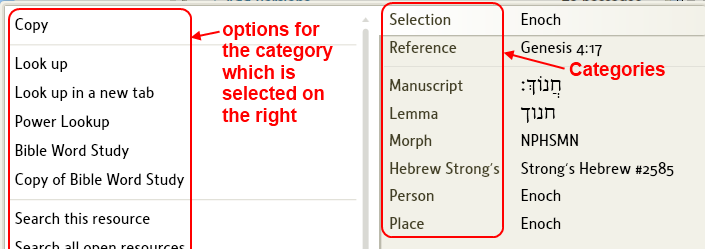 Copy
Look up
Look up in a new tab
Power Lookup
Bible Word Study
Copy of Bible Word Study
Search this resource
Search all open resources
options for
the category
which is
selected on
the right
Selection Enoch
Reference Genesis 4:17
Categories
Manuscript חֲנוֹךְ׃
Lemma חנוך
Morph NPHSMN
Hebrew Strong's Strong's Hebrew #2585
Person Enoch
Place Enoch